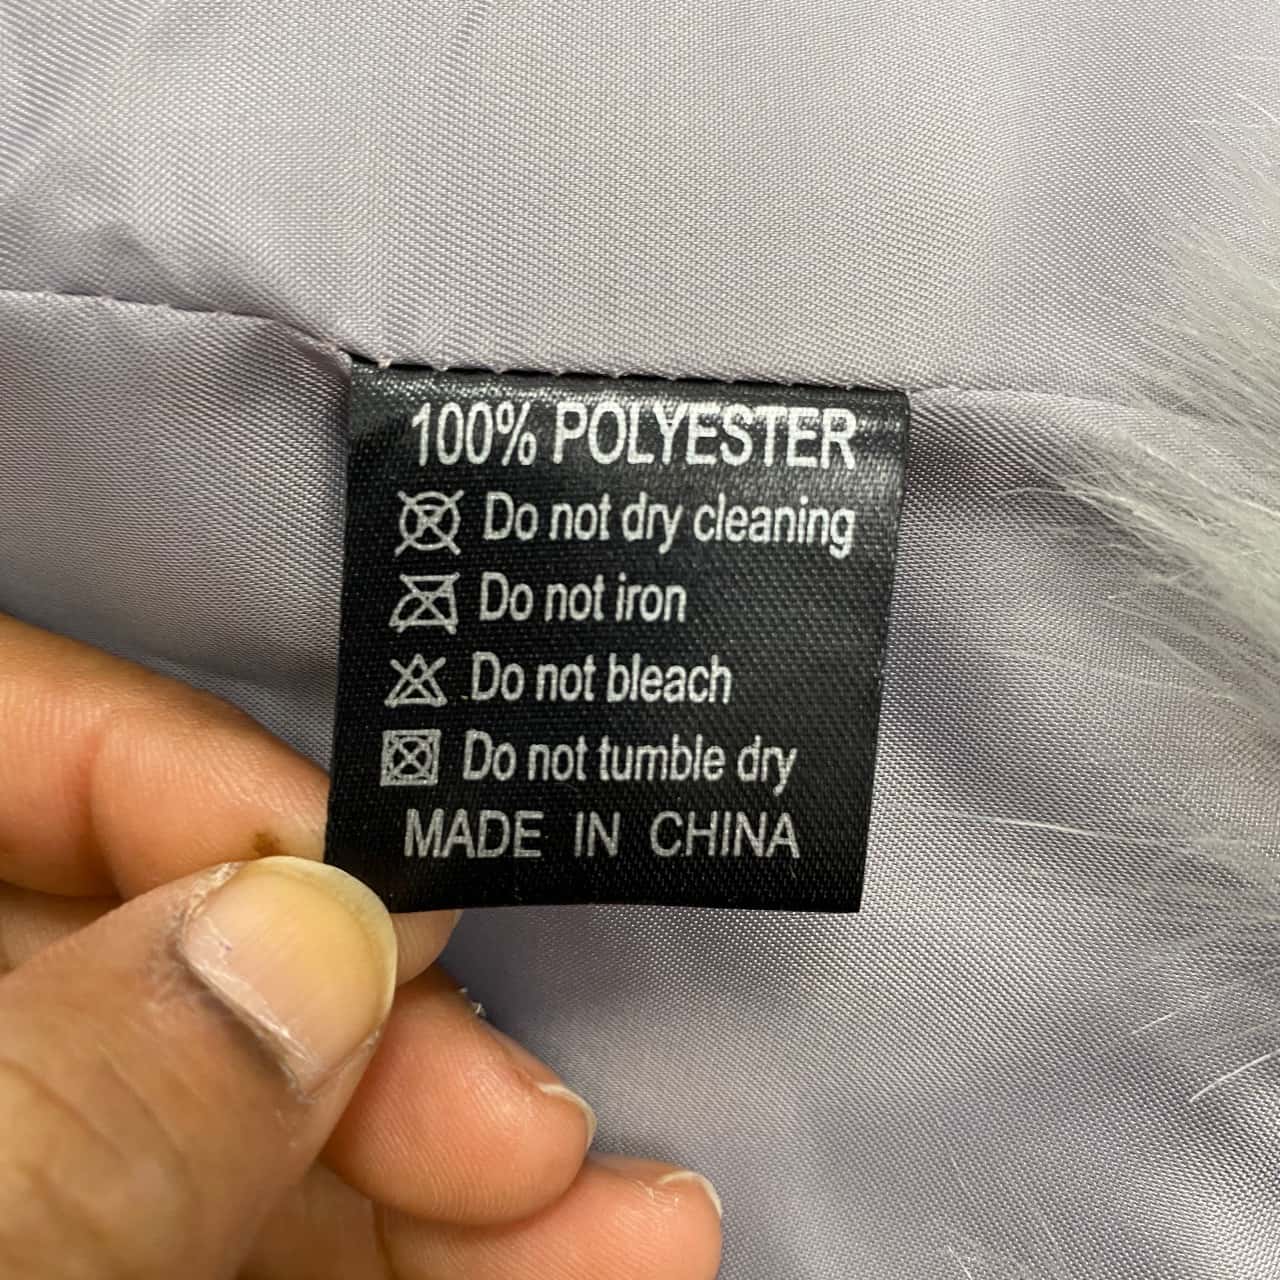 100% POLYESTER
Do not dry cleaning
Do not iron
Do not bleach
Do not tumble dry
MADE IN CHINA